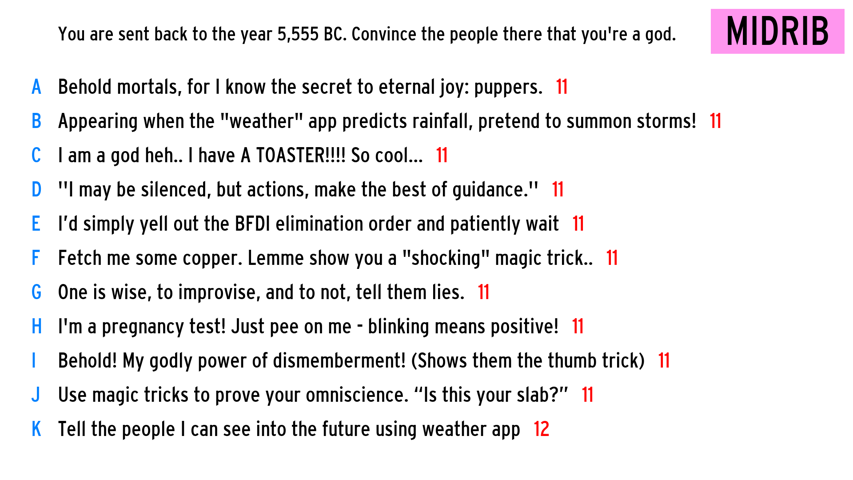 You are sent back to the year 5,555 BC. Convince the people there that you're a god.
MIDRIB
A Behold mortals, for I know the secret to eternal joy: puppers. 11
B Appearing when the "weather" app predicts rainfall, pretend to summon storms! 11
C I am a god heh.. I have A TOASTER!!!! So cool... 11
D "I may be silenced, but actions, make the best of guidance." 11
E I’d simply yell out the BFDI elimination order and patiently wait 11
F Fetch me some copper. Lemme show you a "shocking" magic trick.. 11
G One is wise, to improvise, and to not, tell them lies. 11
H I'm a pregnancy test! Just pee on me - blinking means positive! 11
I Behold! My godly power of dismemberment! (Shows them the thumb trick) 11
J Use magic tricks to prove your omniscience. “Is this your slab?” 11
K Tell the people I can see into the future using weather app 12